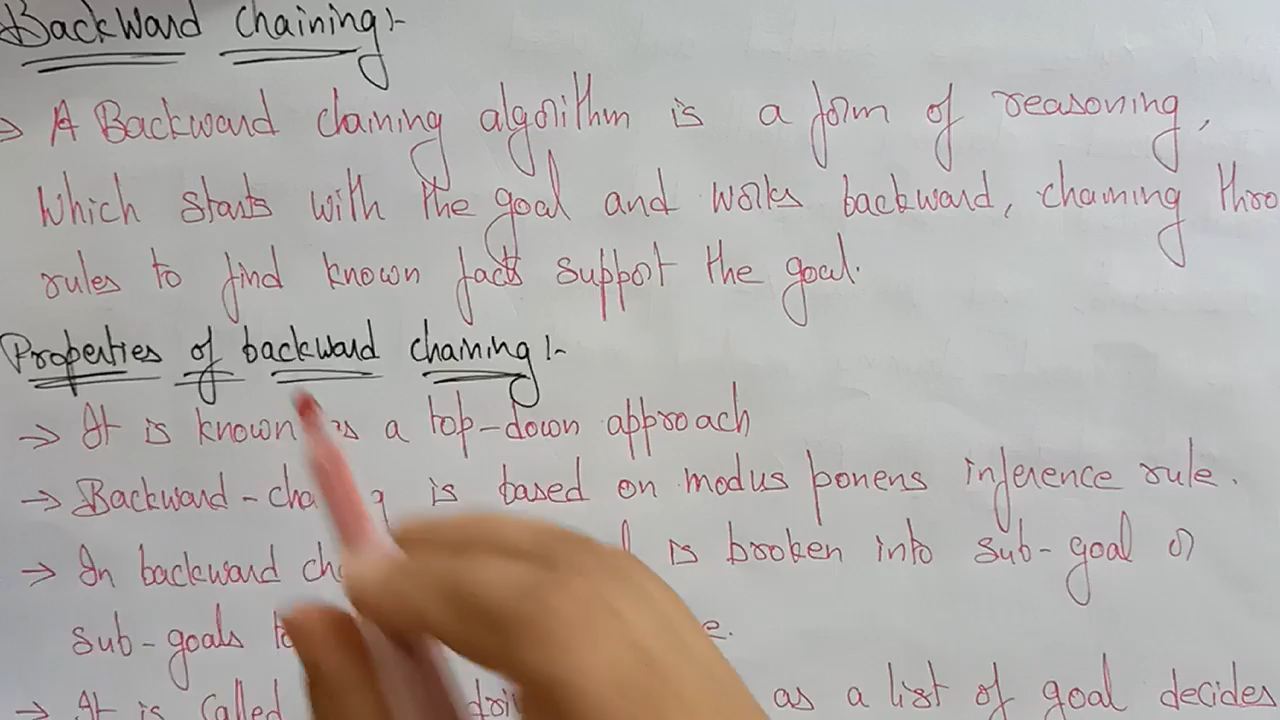 Backward chaining:-
→ A Backward chaining algorithm is a form of reasoning,
Which starts with the goal and works backward, chaining thro
rules to find known facts support the goal.
Properties of backward chaining:-
→ It is known as a top-down approach
→ Backward-chaining is based on modus ponens inference rule.
→ In backward is broken into sub-goal or
sub-goals
→ It is called as a list of goal decides